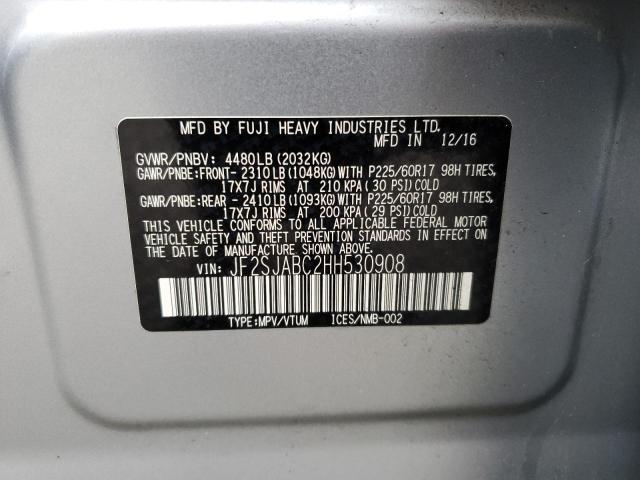 MFD BY FUJI HEAVY INDUSTRIES LTD.
MFD IN 12/16
GVWR/PNBV: 4480LB(2032KG)
GAWR/PNBE:FRONT-2310LB(1048KG)WITH P225/60R17 98H TIRES,
17X7J RIMS AT 210 KPA(30 PSI)COLD
GAWR/PNBE:REAR -2410LB(1093KG)WITH P225/60R17 98H TIRES,
17X7J RIMS AT 200 KPA(29 PSI)COLD
THIS VEHICLE CONFORMS TO ALL APPLICABLE FEDERAL MOTOR
VEHICLE SAFETY AND THEFT PREVENTION STANDARDS IN EFFECT
ON THE DATE OF MANUFACTURE SHOWN ABOVE.
VIN: JF2SJABC2HH530908
TYPE:MPV/VTUM ICES/NMB-002